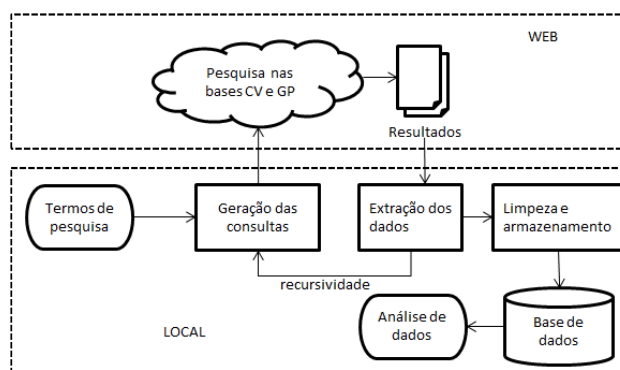 WEB
Pesquisa nas
bases CV e GP
Resultados
Termos de
pesquisa
Geração das
consultas
Extração dos
dados
Limpeza e
armazenamento
recursividade
LOCAL
Análise de
dados
Base de
dados